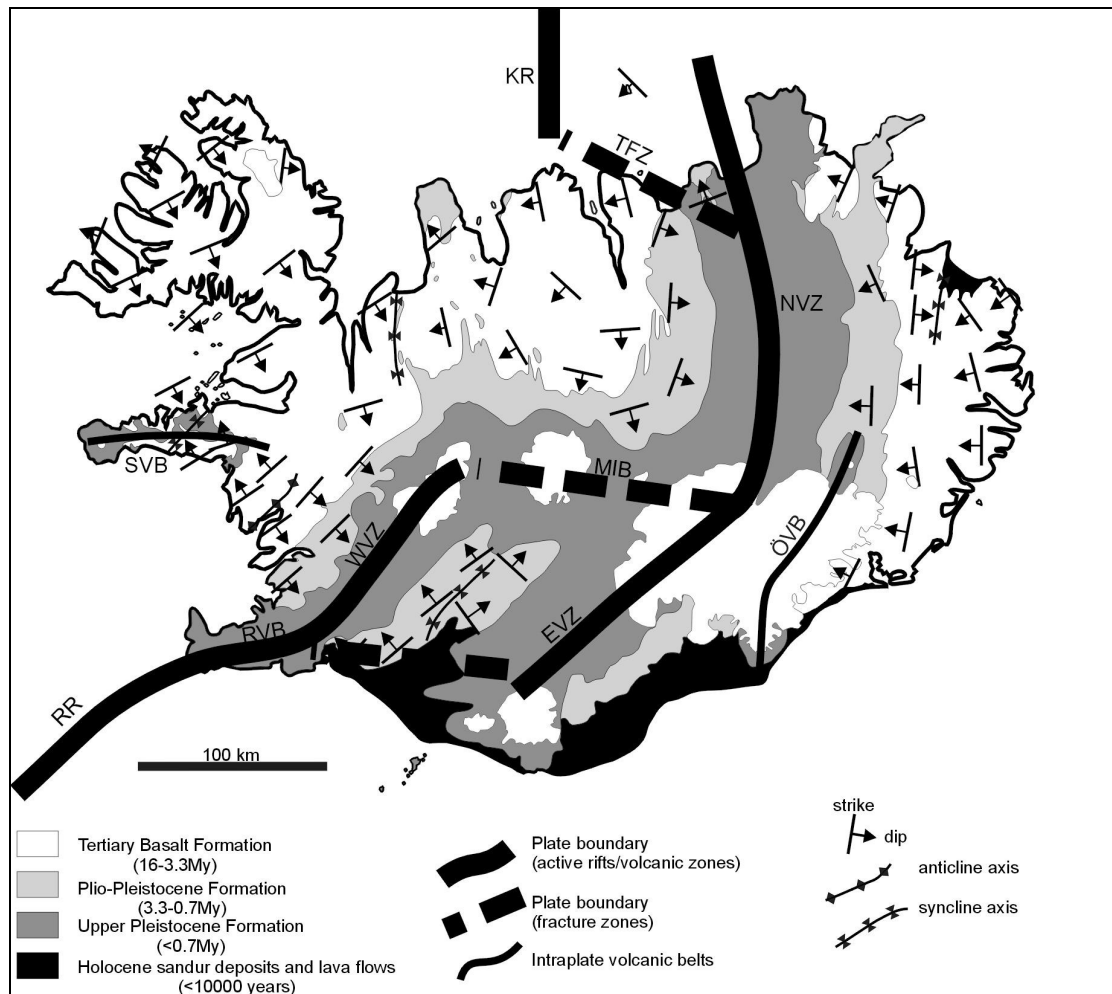 KR
TFZ
NVZ
SVB
MIB
WVZ
ÖVB
RVB
EVZ
RR
100 km
Tertiary Basalt Formation
(16-3.3My)
Plio-Pleistocene Formation
(3.3-0.7My)
Upper Pleistocene Formation
(<0.7My)
Holocene sandur deposits and lava flows
(<10000 years)
Plate boundary
(active rifts/volcanic zones)
Plate boundary
(fracture zones)
Intraplate volcanic belts
strike
dip
anticline axis
syncline axis